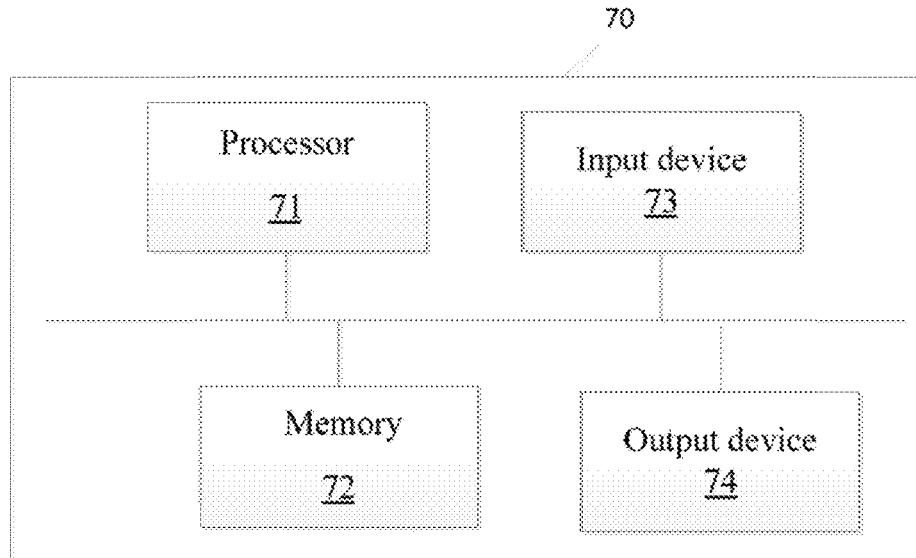 70
Processor
71
Input device
73
Memory
72
Output device
74